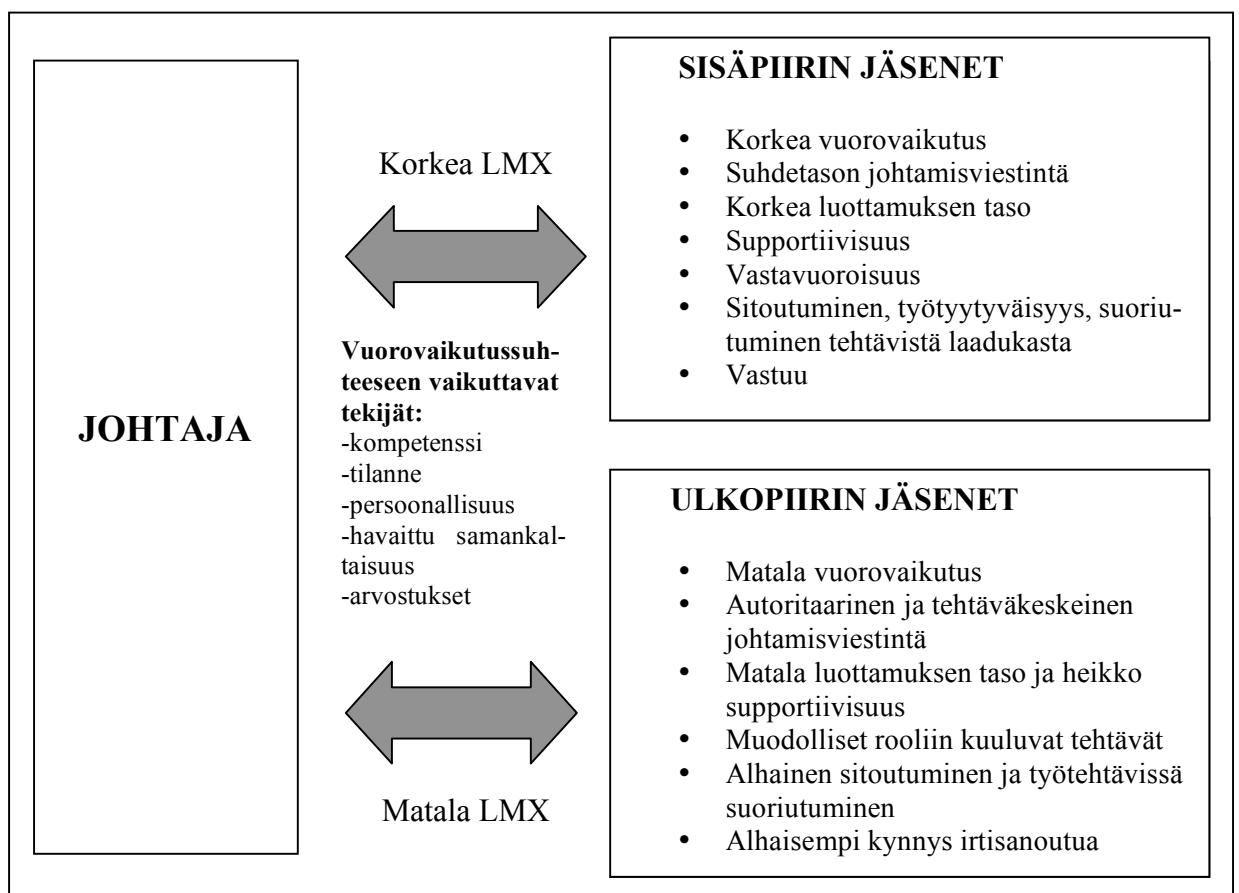 JOHTAJA
Korkea LMX
Vuorovaikutussuh-
teeseen vaikuttavat
tekijät:
-kompetenssi
-tilanne
-persoonallisuus
-havaittu samankal-
taisuus
-arvostukset
Matala LMX
SISÄPIIRIN JÄSENET
• Korkea vuorovaikutus
• Suhdetason johtamisviestintä
• Korkea luottamuksen taso
• Supportiivisuus
• Vastavuoroisuus
• Sitoutuminen, työtyytyväisyys, suoriu-
tuminen tehtävistä laadukasta
• Vastuu
ULKOPIIRIN JÄSENET
• Matala vuorovaikutus
• Autoritaarinen ja tehtäväkeskeinen
johtamisviestintä
• Matala luottamuksen taso ja heikko
supportiivisuus
• Muodolliset rooliin kuuluvat tehtävät
• Alhainen sitoutuminen ja työtehtävissä
suoriutuminen
• Alhaisempi kynnys irtisanoutua